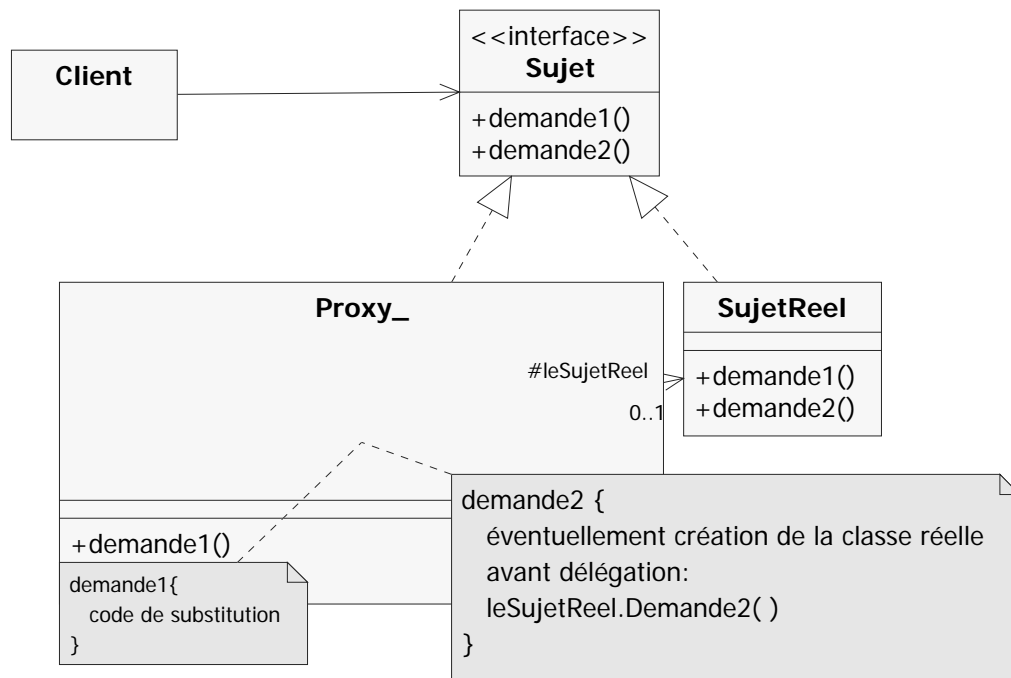 Client
<<interface>>
Sujet
+demande1()
+demande2()
Proxy_
#leSujetReel
0..1
+demande1()
SujetReel
+demande1()
+demande2()
demande1{
code de substitution
}
demande2 {
éventuellement création de la classe réelle
avant délégation:
leSujetReel.Demande2( )
}